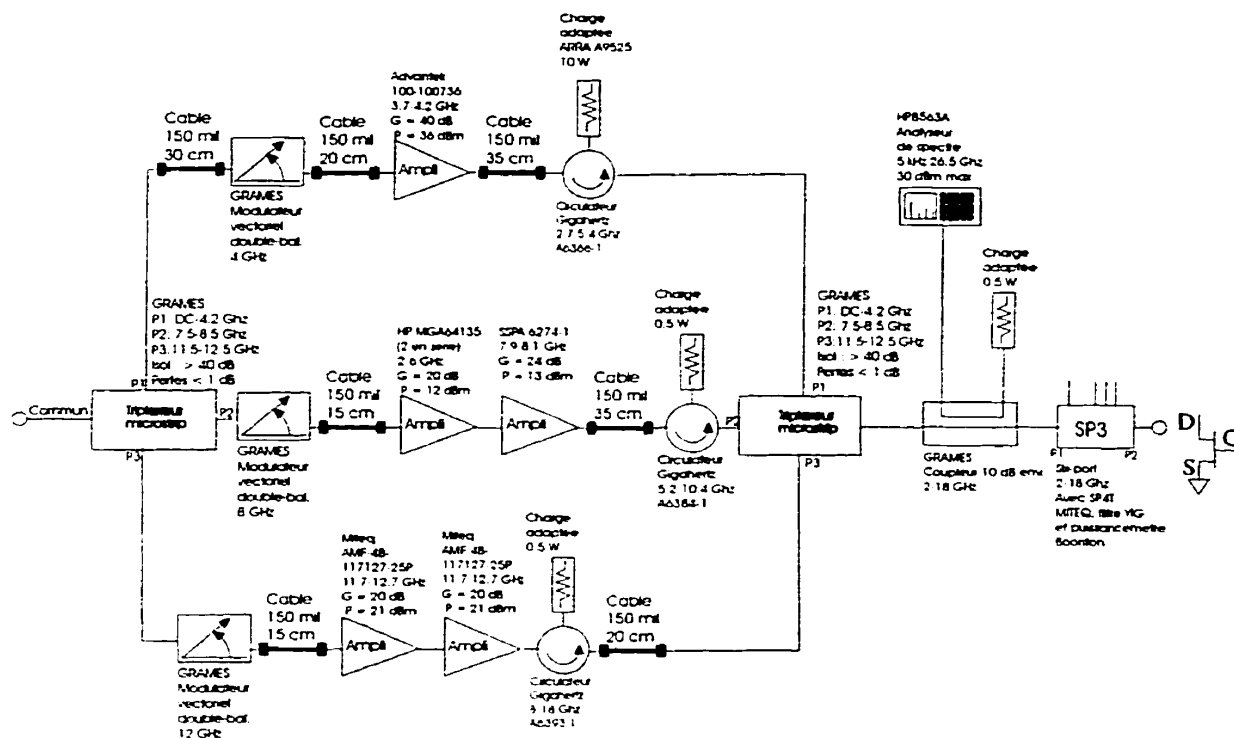 Charge
adaptée
ARRA A9525
10 W
Advantek
100-100736
3.7-4.2 GHz
G = 40 dB
P = 36 dBm
Cable
150 mil
30 cm
Cable
150 mil
20 cm
Ampli
Cable
150 mil
35 cm
GRAMES
Modulateur
vectoriel
double-bal.
4 GHz
Circulateur
Gigahertz
2.7-5.4 Ghz
A6366-1
HP8563A
Analyseur
de spectre
5 kHz 26.5 Ghz
30 dBm max
Charge
adaptée
0.5 W
GRAMES
P1: DC-4.2 Ghz
P2: 7.5-8.5 Ghz
P3: 11.5-12.5 GHz
Isol : > 40 dB
Pertes < 1 dB
HP MGA64135
(2 en serie)
2-6 GHz
G = 20 dB
P = 12 dBm
SSPA 6274-1
7.9-8.1 GHz
G = 24 dB
P = 13 dBm
Charge
adaptée
0.5 W
GRAMES
P1: DC-4.2 Ghz
P2: 7.5-8.5 Ghz
P3: 11.5-12.5 GHz
Isol : > 40 dB
Pertes < 1 dB
Commun
P1
Triplexeur
microstrip
P2
P3
Cable
150 mil
15 cm
Ampli
Ampli
Cable
150 mil
35 cm
P2
P1
Triplexeur
microstrip
P3
GRAMES
Modulateur
vectoriel
double-bal.
8 GHz
Circulateur
Gigahertz
5.2-10.4 Ghz
A6384-1
GRAMES
Coupleur 10 dB
2-18 GHz
SP3
P1
P2
Six-port
2-18 Ghz
Avec SP4T
MITEQ, filtre YIG
et puissancemètre
Boonton
D
S
Miteq
AMF-4B-
117127-25P
11.7-12.7 GHz
G = 20 dB
P = 21 dBm
Miteq
AMF-4B-
117127-25P
11.7-12.7 GHz
G = 20 dB
P = 21 dBm
Charge
adaptée
0.5 W
Cable
150 mil
15 cm
Ampli
Ampli
Cable
150 mil
20 cm
GRAMES
Modulateur
vectoriel
double-bal.
12 GHz
Circulateur
Gigahertz
8-18 Ghz
A6393-1